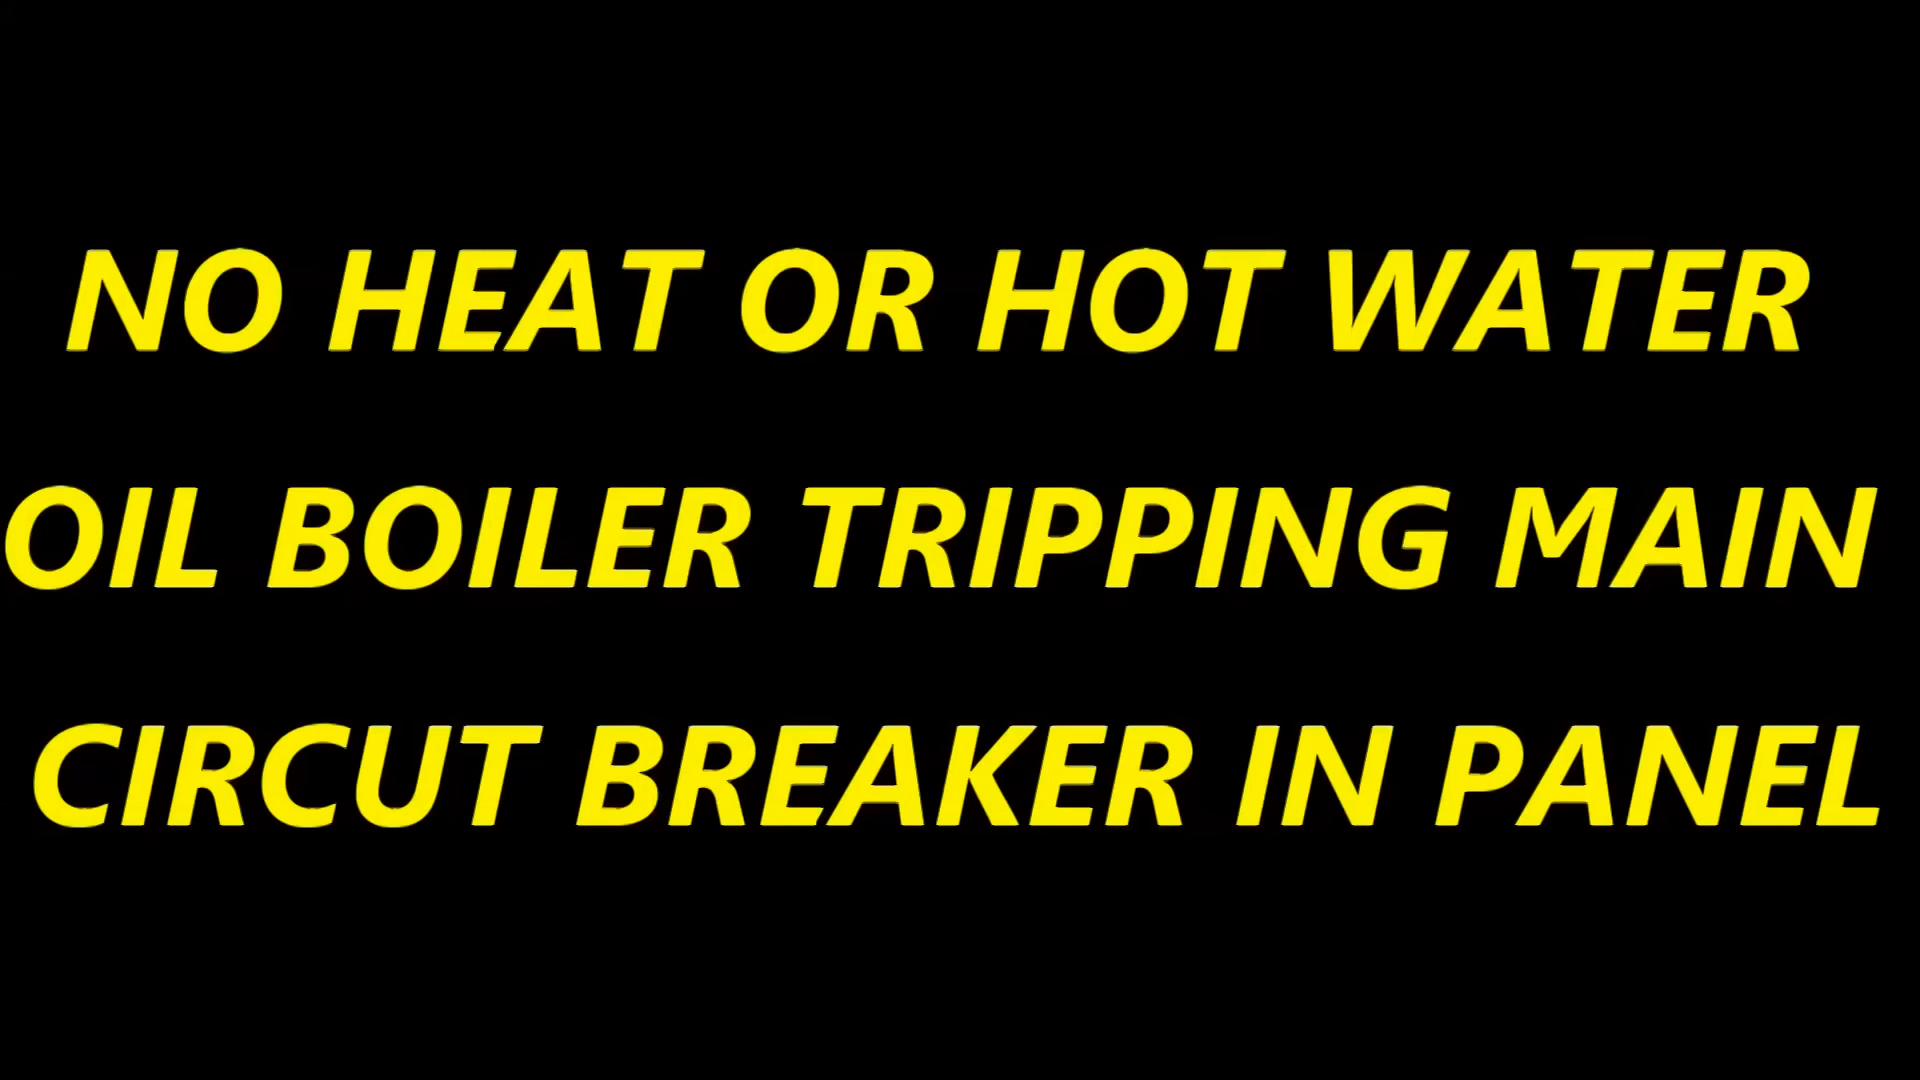 NO HEAT OR HOT WATER
OIL BOILER TRIPPING MAIN
CIRCUT BREAKER IN PANEL